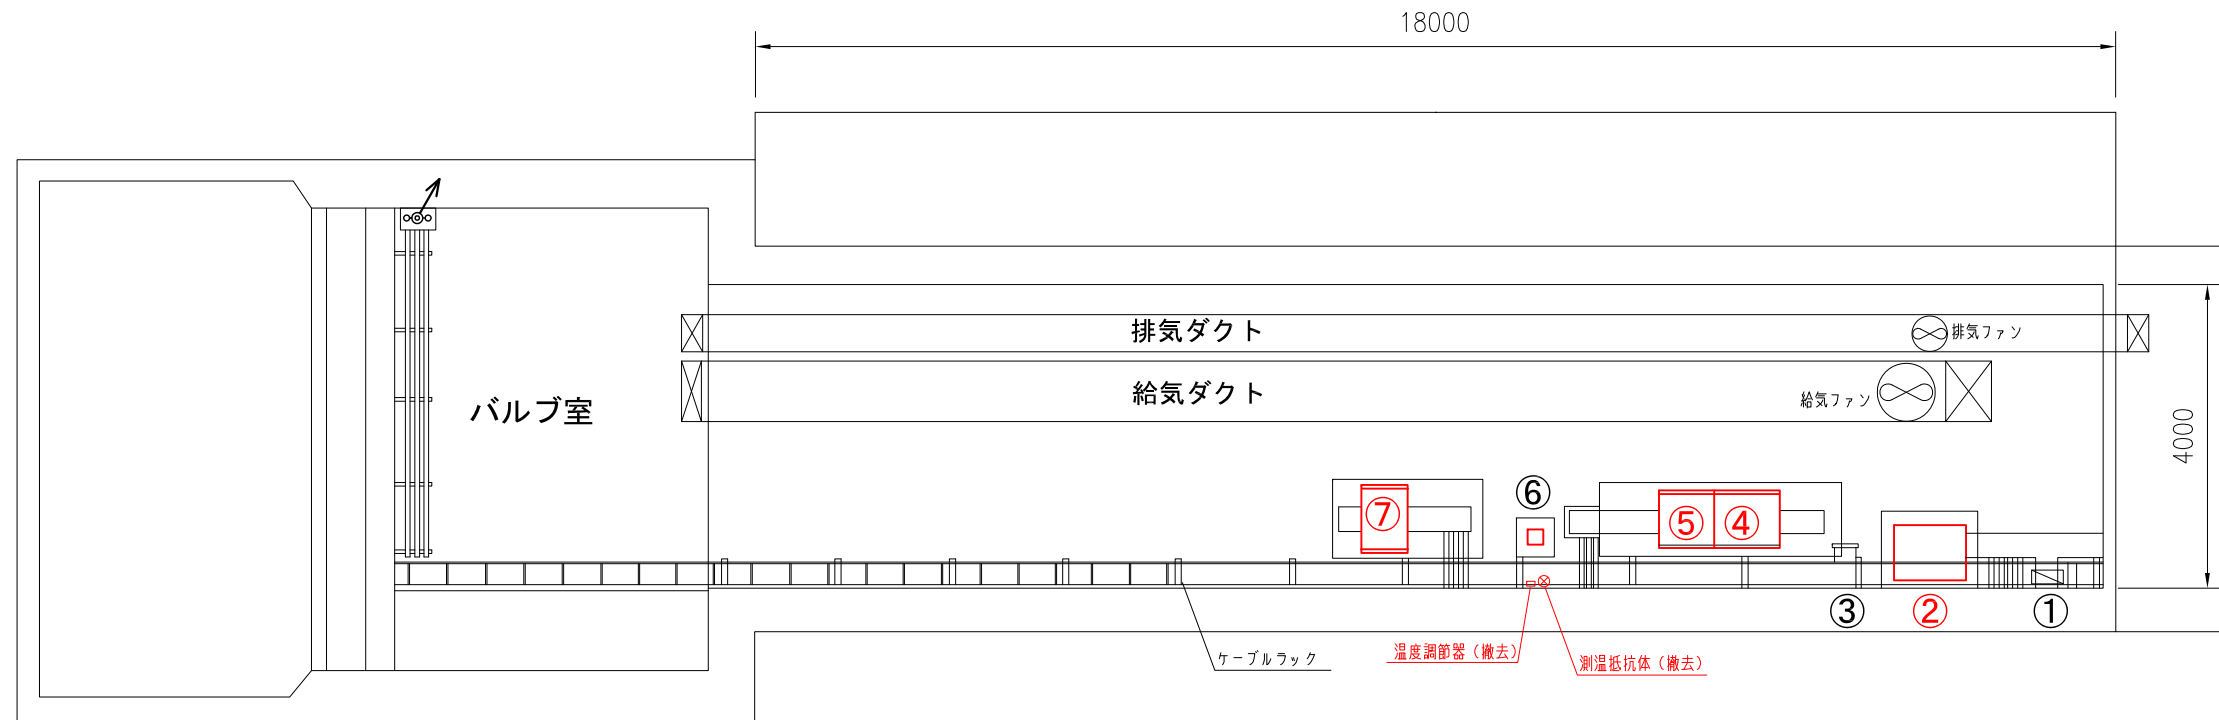 18000
排気ダクト
排気ファン
給気ダクト
給気ファン
バルブ室
4000
⑦
⑥
⑤
④
③
②
①
ケーブルラック
温度調節器（撤去）
測温抵抗体（撤去）